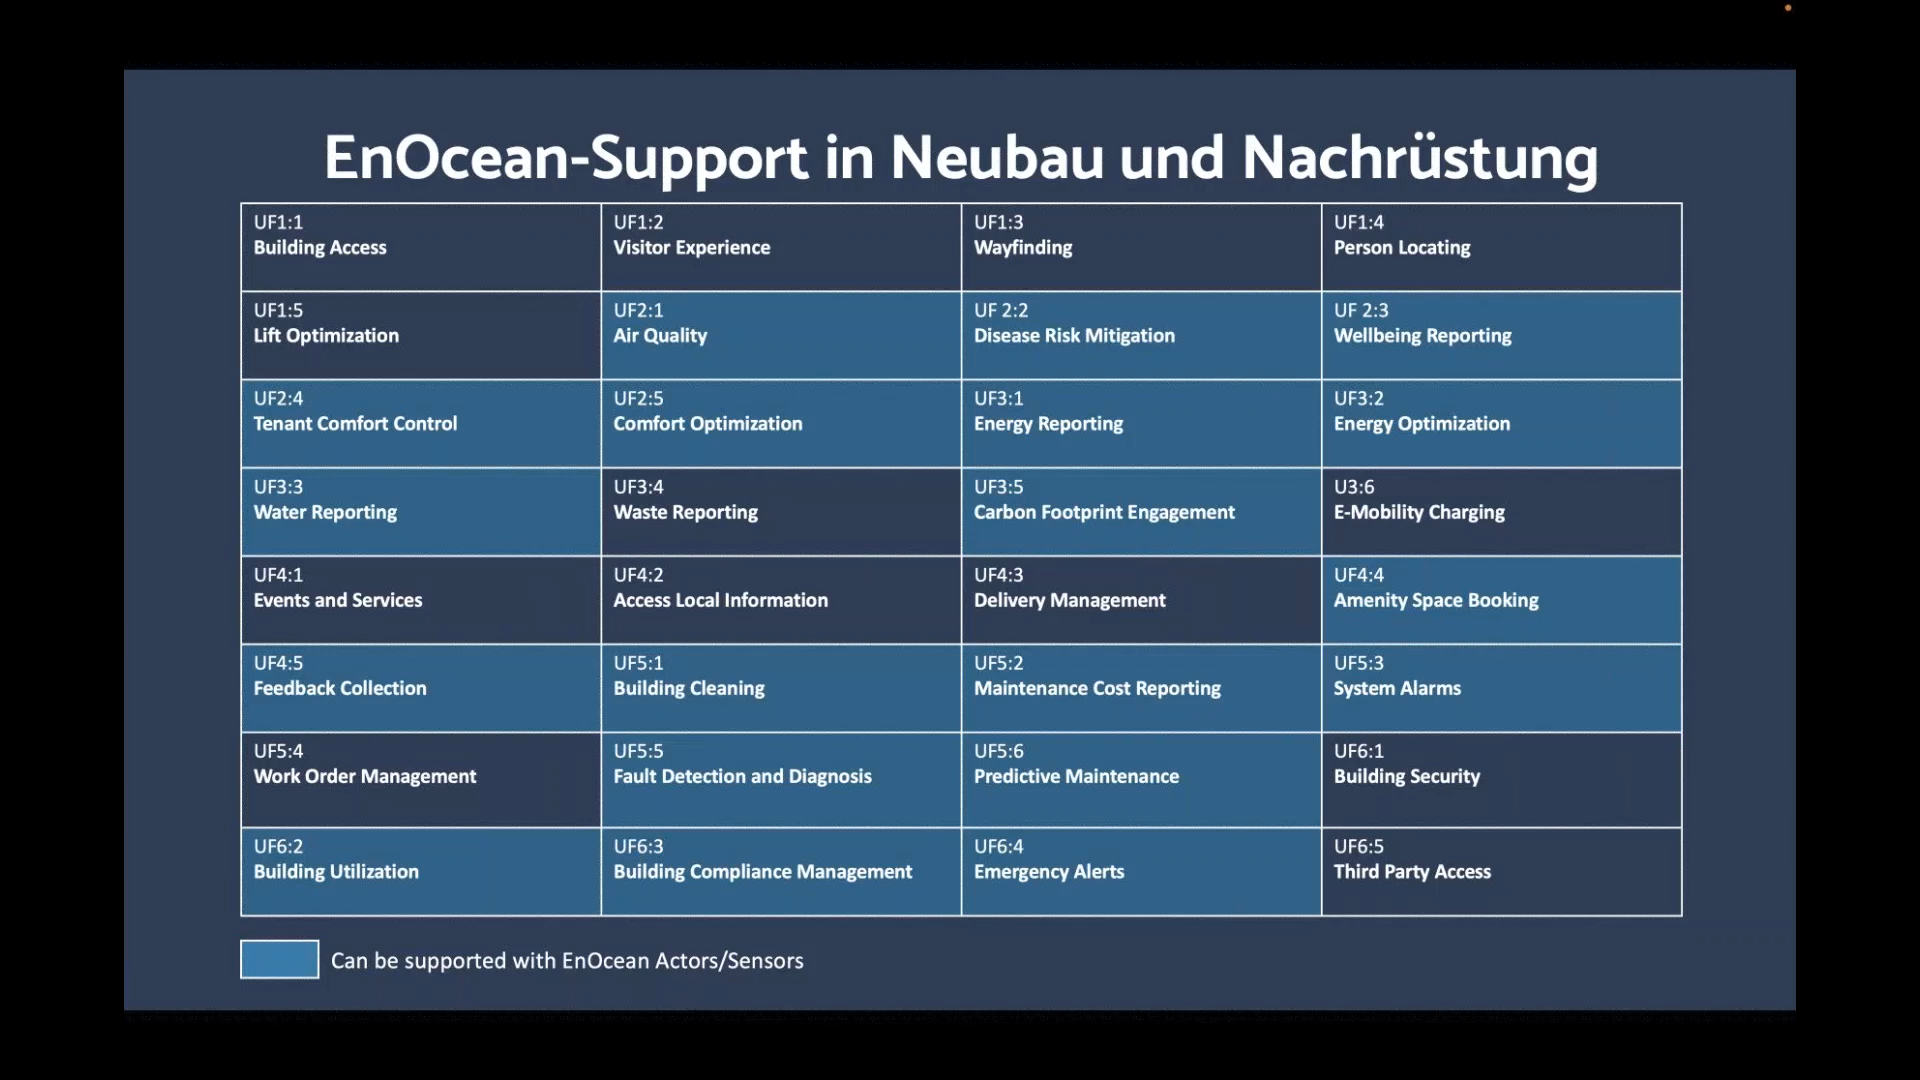 EnOcean-Support in Neubau und Nachrüstung
UF1:1
Building Access
UF1:2
Visitor Experience
UF1:3
Wayfinding
UF1:4
Person Locating
UF1:5
Lift Optimization
UF2:1
Air Quality
UF 2:2
Disease Risk Mitigation
UF 2:3
Wellbeing Reporting
UF2:4
Tenant Comfort Control
UF2:5
Comfort Optimization
UF3:1
Energy Reporting
UF3:2
Energy Optimization
UF3:3
Water Reporting
UF3:4
Waste Reporting
UF3:5
Carbon Footprint Engagement
U3:6
E-Mobility Charging
UF4:1
Events and Services
UF4:2
Access Local Information
UF4:3
Delivery Management
UF4:4
Amenity Space Booking
UF4:5
Feedback Collection
UF5:1
Building Cleaning
UF5:2
Maintenance Cost Reporting
UF5:3
System Alarms
UF5:4
Work Order Management
UF5:5
Fault Detection and Diagnosis
UF5:6
Predictive Maintenance
UF6:1
Building Security
UF6:2
Building Utilization
UF6:3
Building Compliance Management
UF6:4
Emergency Alerts
UF6:5
Third Party Access
Can be supported with EnOcean Actors/Sensors